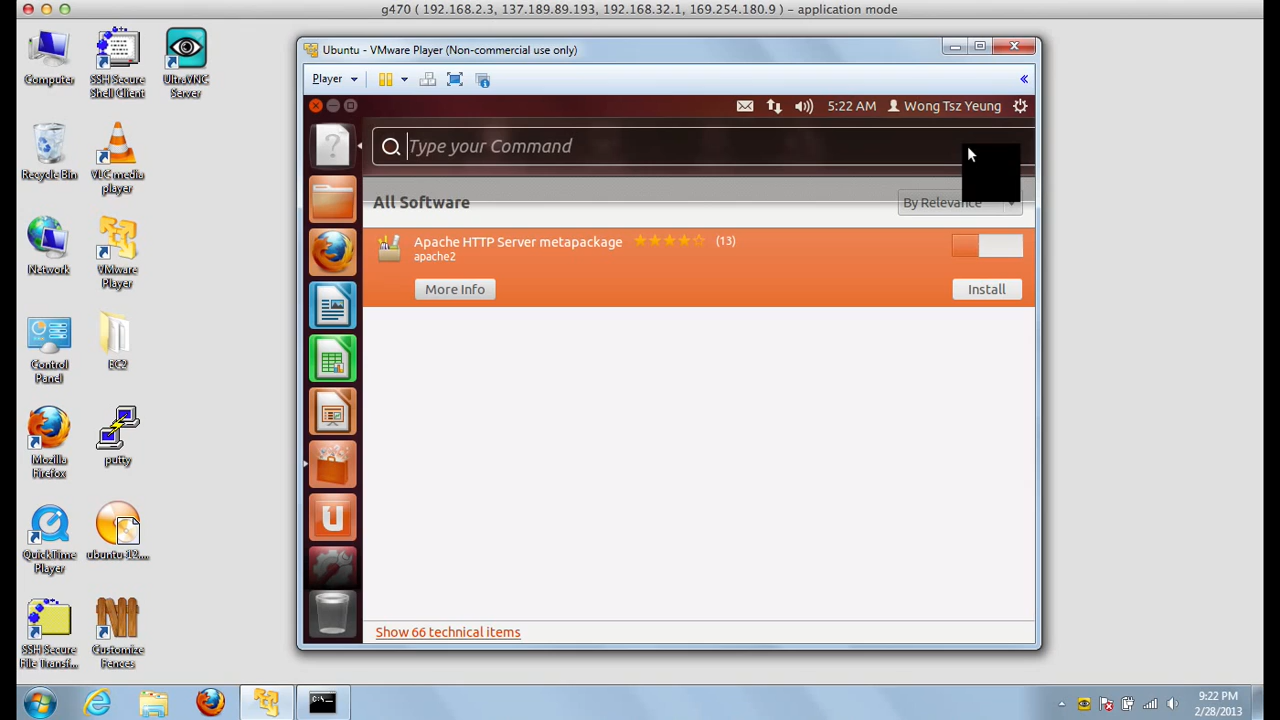 g470 ( 192.168.2.3, 137.189.89.193, 192.168.32.1, 169.254.180.9 ) – application mode
Computer
SSH Secure
Shell Client
UltraVNC
Server
Recycle Bin
VLC media
player
Network
VMware
Player
Control
Panel
EC2
Mozilla
Firefox
putty
QuickTime
Player
ubuntu-12....
SSH Secure
File Transf...
Customize
Fences
Ubuntu - VMware Player (Non-commercial use only)
Player
«
5:22 AM
Wong Tsz Yeung
Type your Command
All Software
By Relevance
Apache HTTP Server metapackage
(13)
apache2
More Info
Install
Show 66 technical items
C:\
9:22 PM
2/28/2013